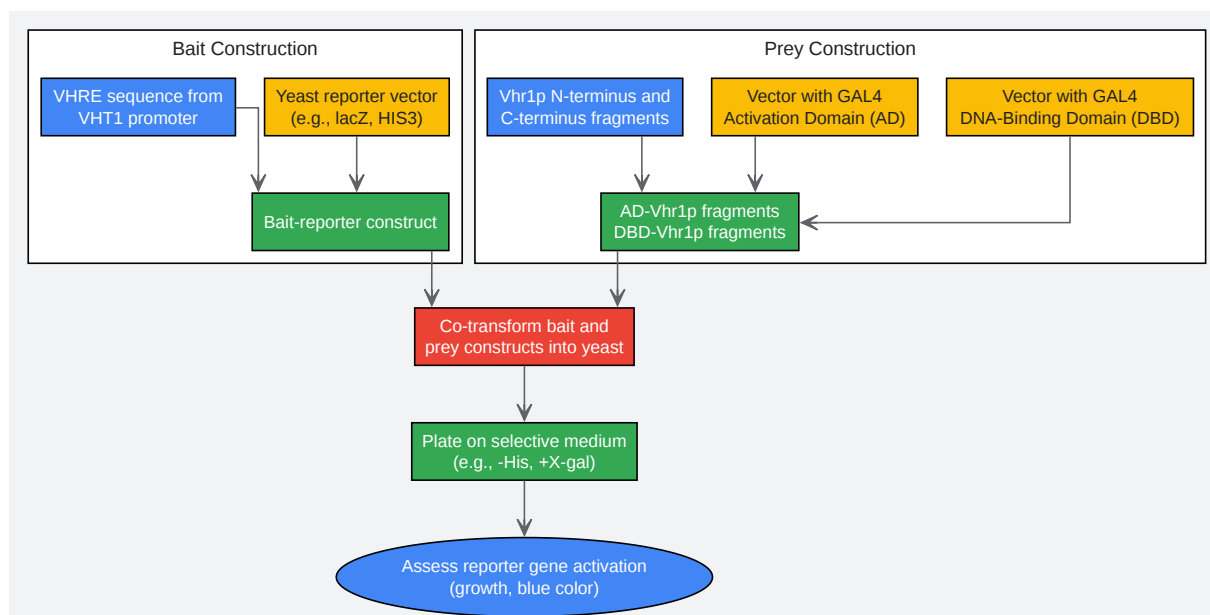 Bait Construction
VHRE sequence from
VHT1 promoter
Yeast reporter vector
(e.g., lacZ, HIS3)
Bait-reporter construct
Prey Construction
Vhr1p N-terminus and
C-terminus fragments
Vector with GAL4
Activation Domain (AD)
Vector with GAL4
DNA-Binding Domain (DBD)
AD-Vhr1p fragments
DBD-Vhr1p fragments
Co-transform bait and
prey constructs into yeast
Plate on selective medium
(e.g., -His, +X-gal)
Assess reporter gene activation
(growth, blue color)